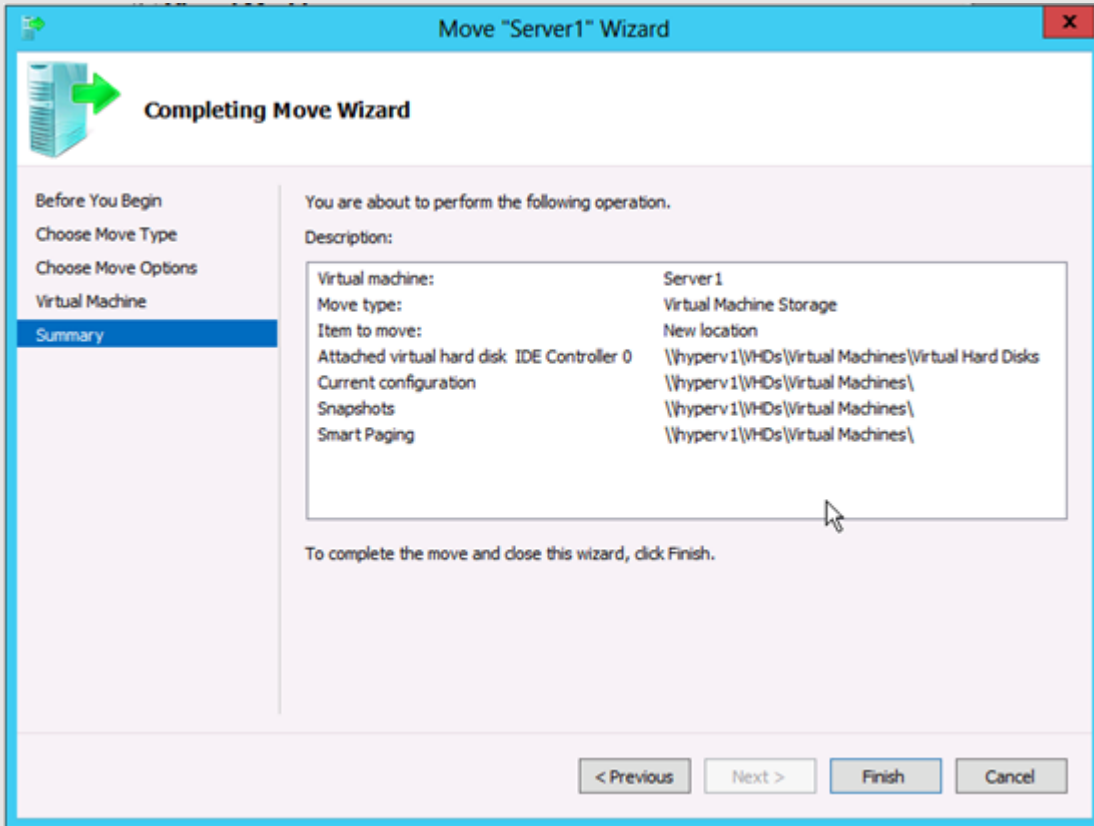 Move "Server1" Wizard
x
Completing Move Wizard
Before You Begin
Choose Move Type
Choose Move Options
Virtual Machine
Summary
You are about to perform the following operation.
Description:
Virtual machine: Server1
Move type: Virtual Machine Storage
Item to move: New location
Attached virtual hard disk IDE Controller 0 \\hyperv1\VHDs\Virtual Machines\Virtual Hard Disks
Current configuration \\hyperv1\VHDs\Virtual Machines\
Snapshots \\hyperv1\VHDs\Virtual Machines\
Smart Paging \\hyperv1\VHDs\Virtual Machines\
To complete the move and close this wizard, click Finish.
< Previous
Next >
Finish
Cancel